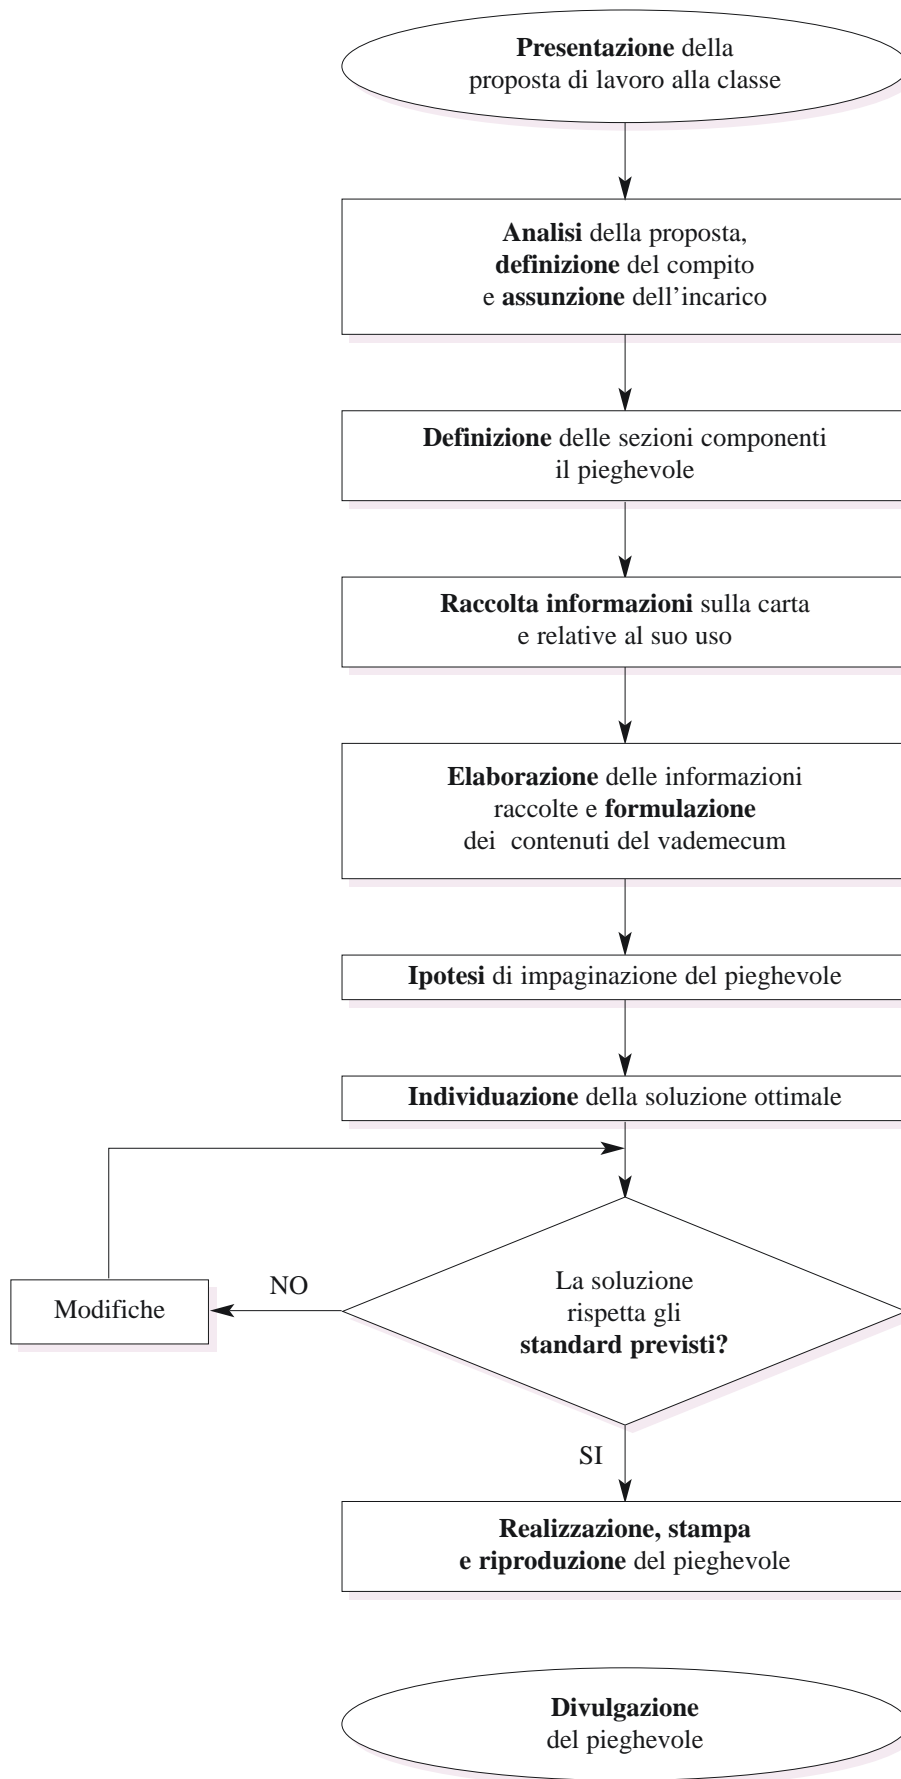 Presentazione della
proposta di lavoro alla classe
Analisi della proposta,
definizione del compito
e assunzione dell'incarico
Definizione delle sezioni componenti
il pieghevole
Raccolta informazioni sulla carta
e relative al suo uso
Elaborazione delle informazioni
raccolte e formulazione
dei contenuti del vademecum
Ipotesi di impaginazione del pieghevole
Individuazione della soluzione ottimale
La soluzione
rispetta gli
standard previsti?
NO
Modifiche
SI
Realizzazione, stampa
e riproduzione del pieghevole
Divulgazione
del pieghevole